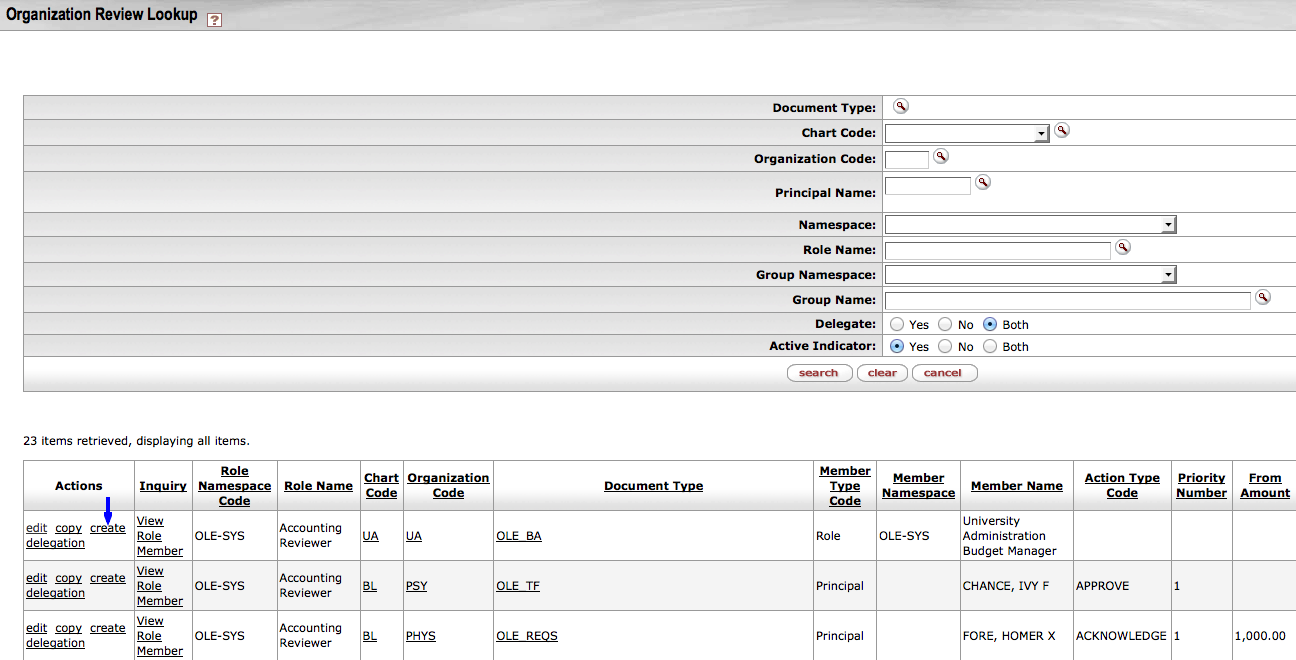 Organization Review Lookup ?
Document Type:
Chart Code:
Organization Code:
Principal Name:
Namespace:
Role Name:
Group Namespace:
Group Name:
Delegate: Yes No Both
Active Indicator: Yes No Both
search clear cancel
23 items retrieved, displaying all items.
Actions
Inquiry
Role
Namespace
Code
Role Name
Chart
Code
Organization
Code
Document Type
Member
Type
Code
Member
Namespace
Member Name
Action Type
Code
Priority
Number
From
Amount
edit copy create
delegation
View
Role
Member
OLE-SYS
Accounting
Reviewer
UA
UA
OLE_BA
Role
OLE-SYS
University
Administration
Budget Manager
edit copy create
delegation
View
Role
Member
OLE-SYS
Accounting
Reviewer
BL
PSY
OLE_TF
Principal
CHANCE, IVY F
APPROVE
1
edit copy create
delegation
View
Role
Member
OLE-SYS
Accounting
Reviewer
BL
PHYS
OLE_REQS
Principal
FORE, HOMER X
ACKNOWLEDGE
1
1,000.00